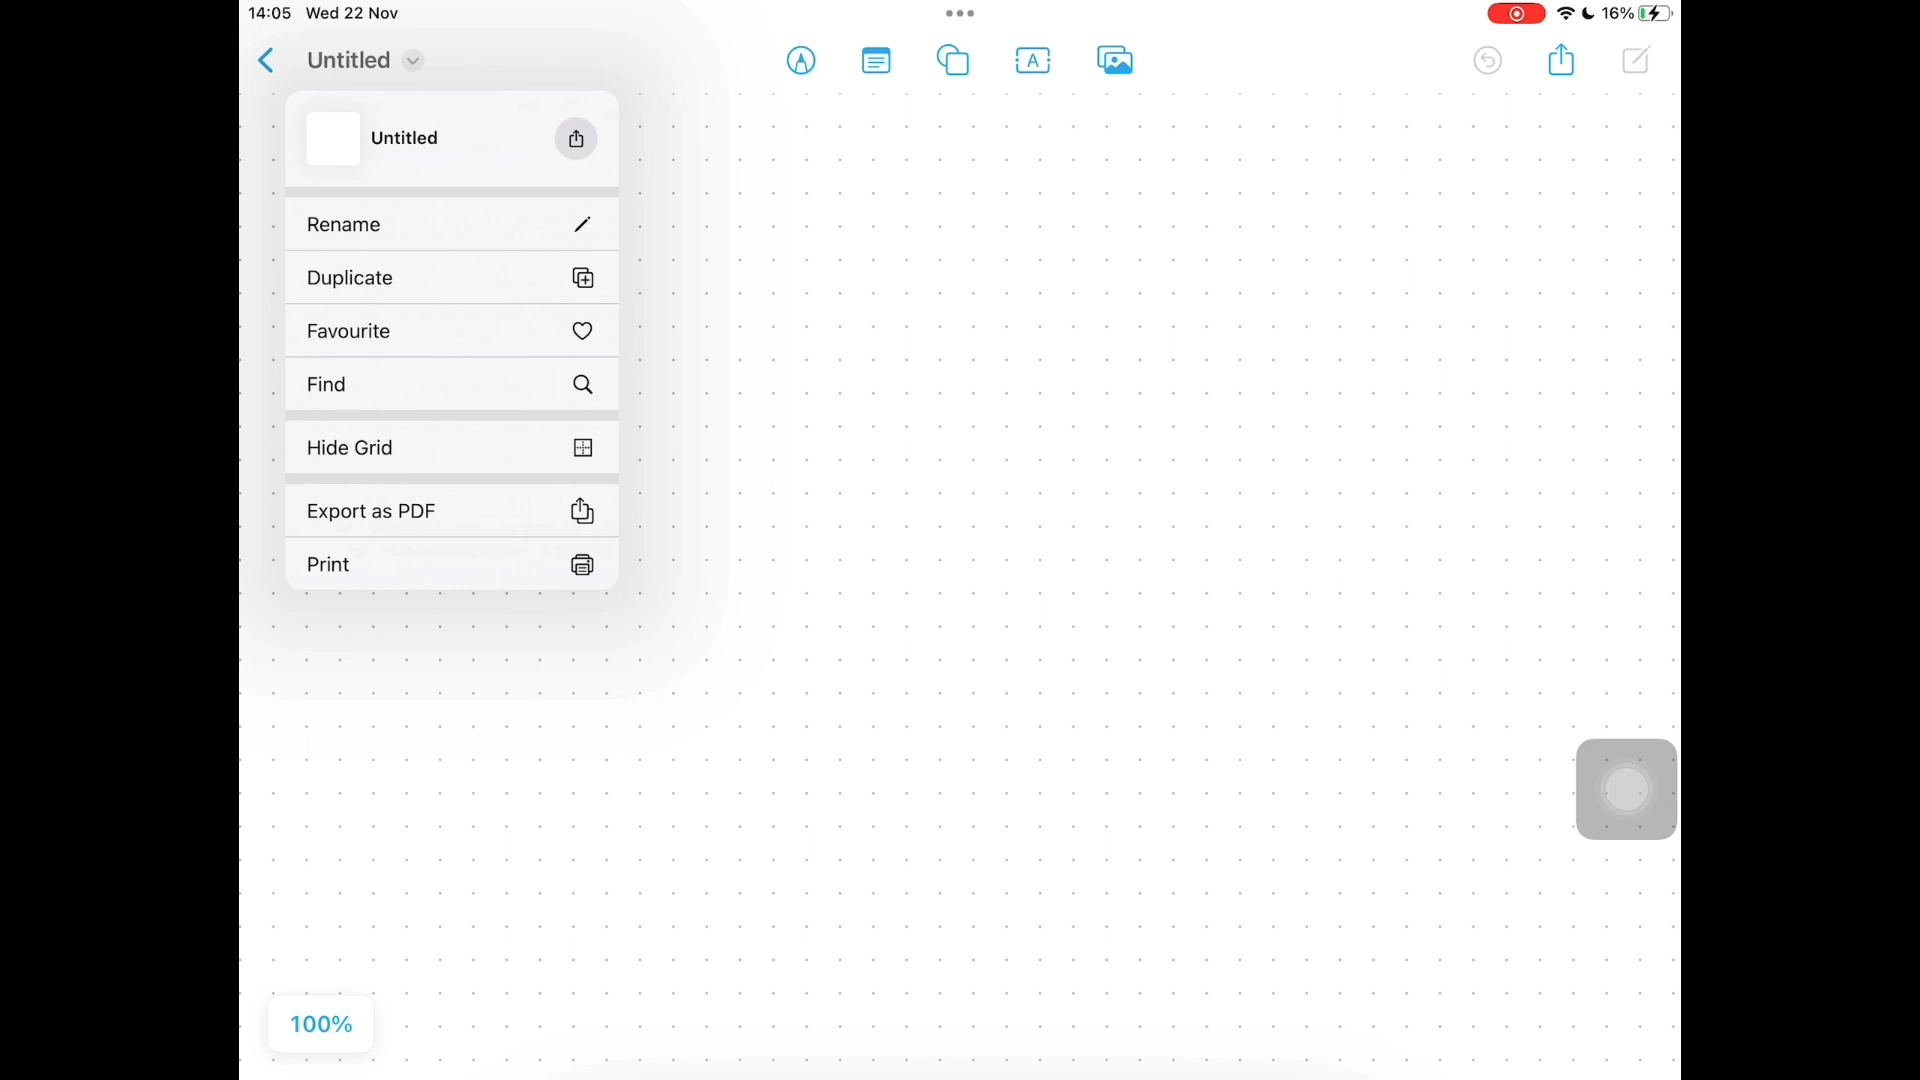 14:05 Wed 22 Nov
16%
Untitled
A
Untitled
Rename
Duplicate
Favourite
Find
Hide Grid
Export as PDF
Print
100%